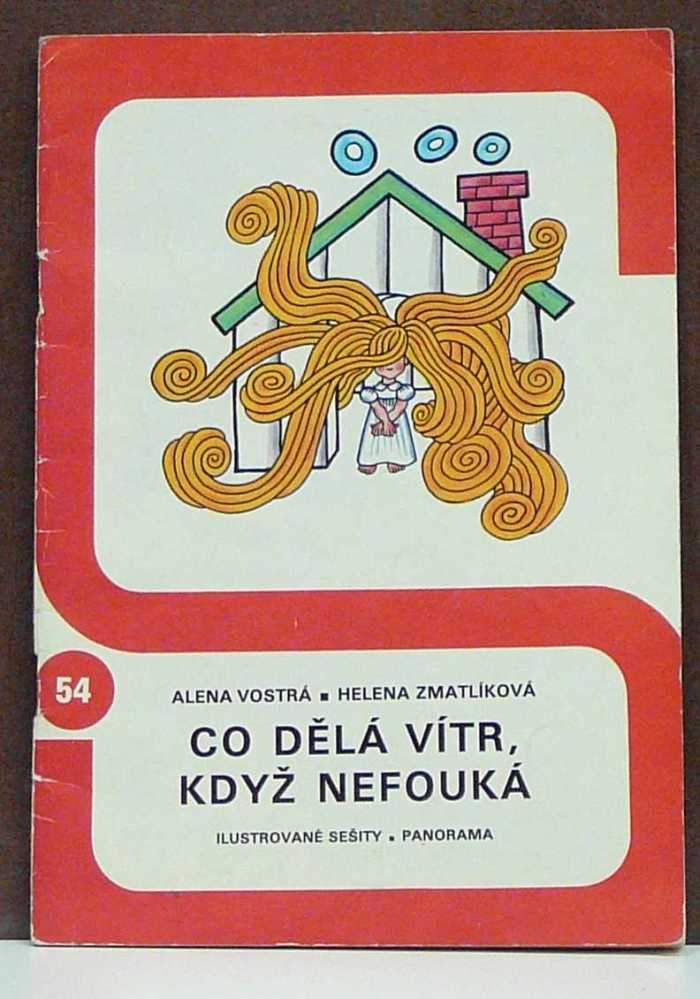 54
ALENA VOSTRÁ ■ HELENA ZMATLÍKOVÁ
CO DĚLÁ VÍTR,
KDYŽ NEFOUKÁ
ILUSTROVANÉ SEŠITY ■ PANORAMA